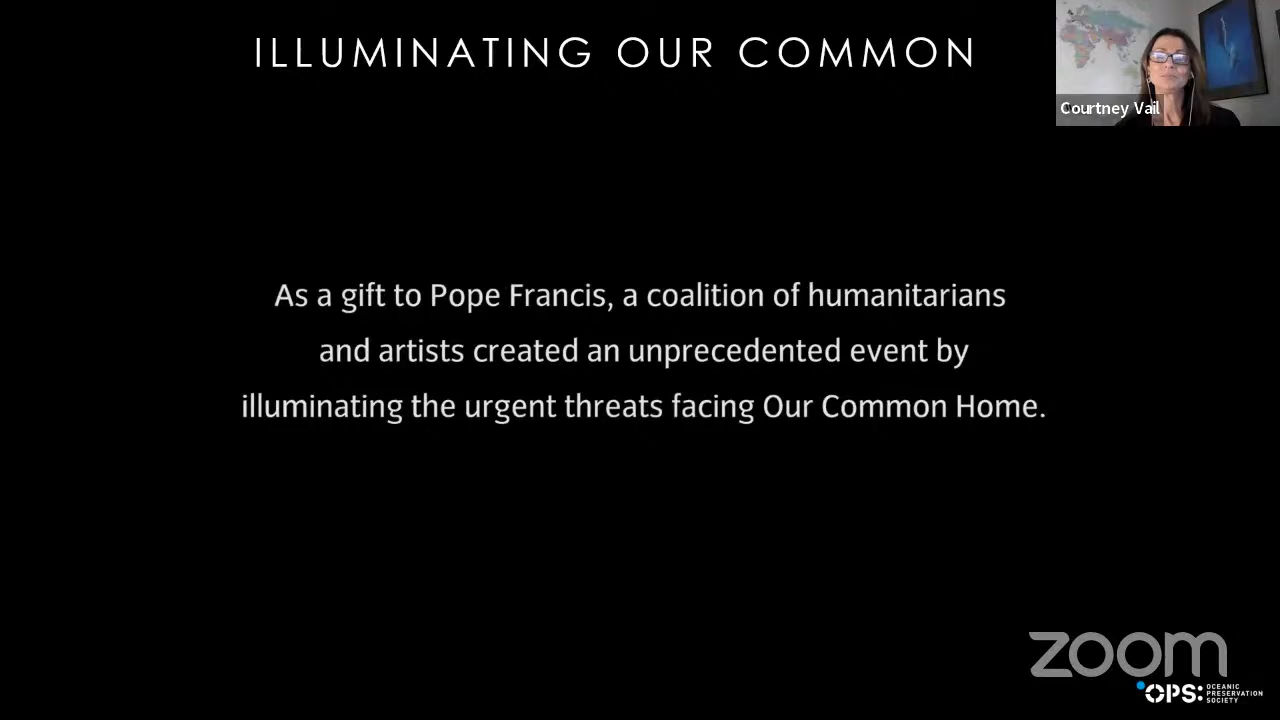 ILLUMINATING OUR COMMON
Courtney Vail
As a gift to Pope Francis, a coalition of humanitarians
and artists created an unprecedented event by
illuminating the urgent threats facing Our Common Home.
zoom
OPS:
OCEANIC
PRESERVATION
SOCIETY